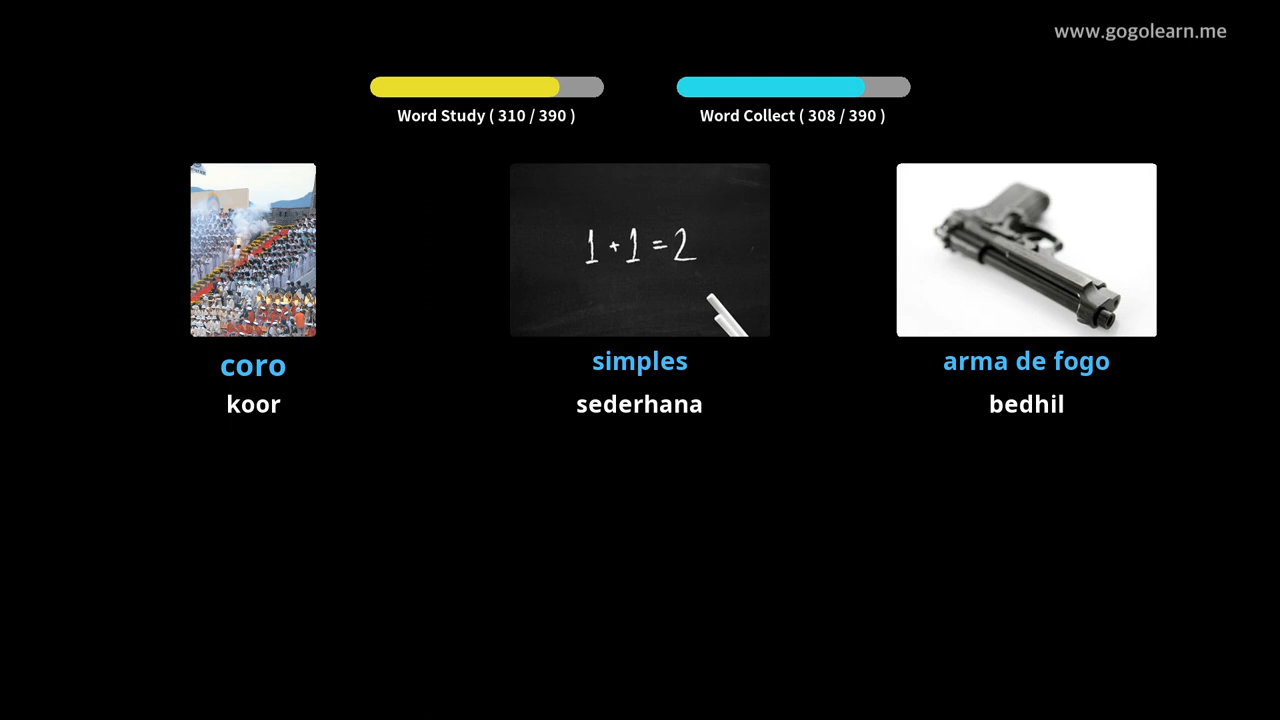 www.gogolearn.me
Word Study ( 310 / 390 )
Word Collect ( 308 / 390 )
1 + 1 = 2
coro
simples
arma de fogo
koor
sederhana
bedhil